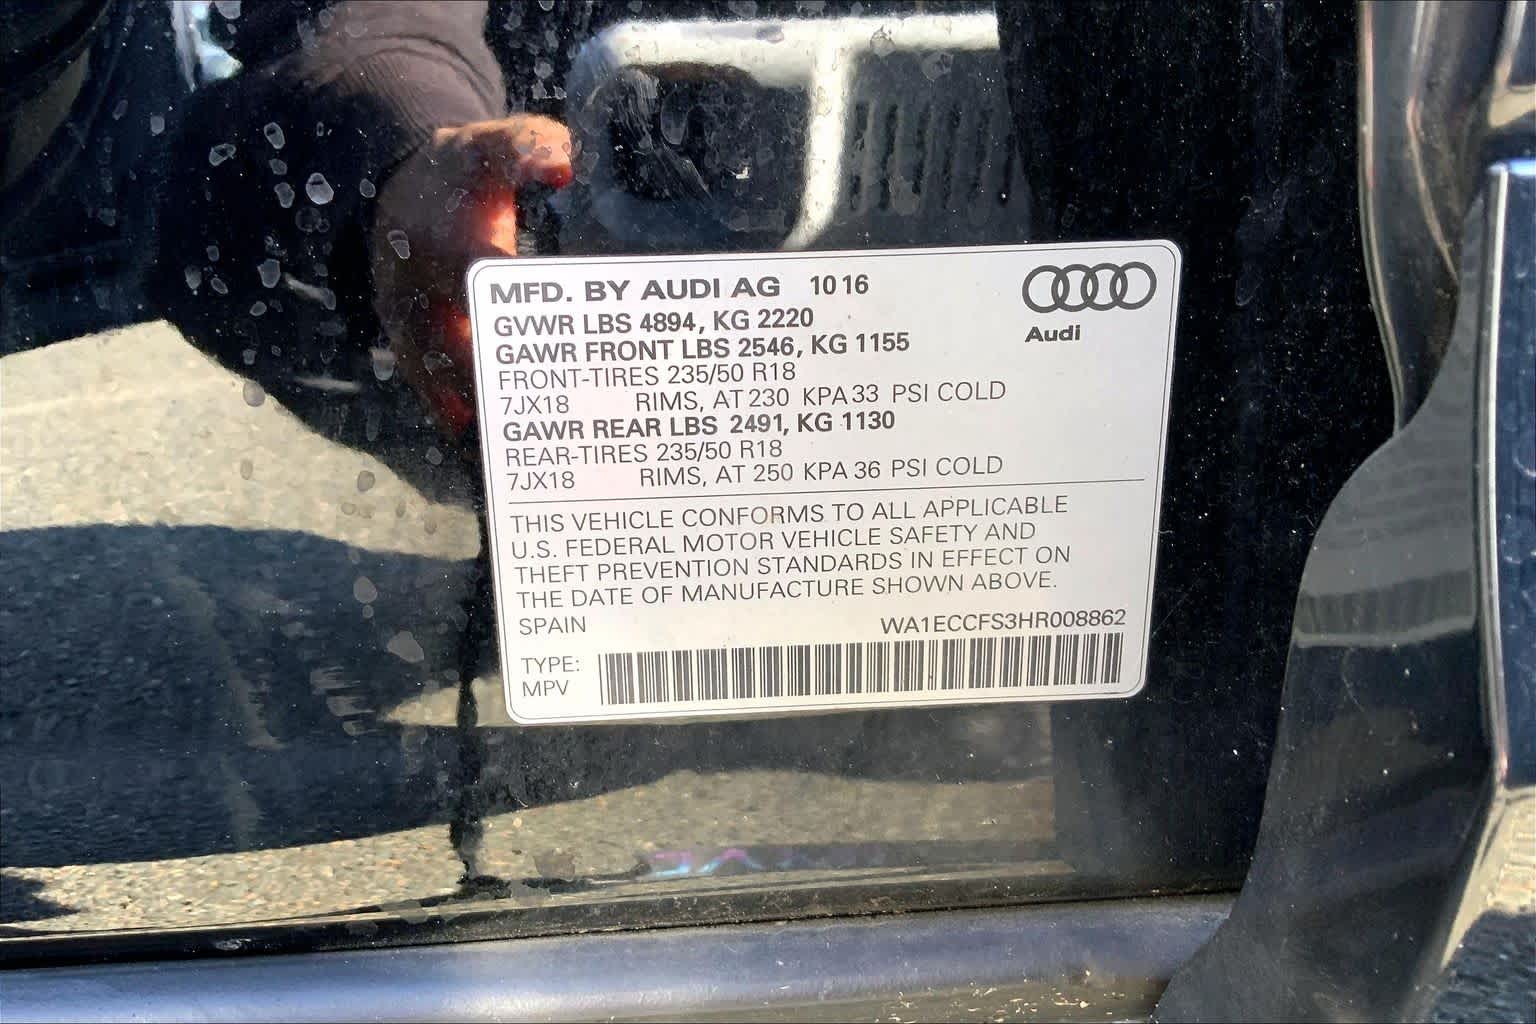 MFD. BY AUDI AG 10 16
GVWR LBS 4894, KG 2220
GAWR FRONT LBS 2546, KG 1155
FRONT-TIRES 235/50 R18
7JX18 RIMS, AT 230 KPA 33 PSI COLD
GAWR REAR LBS 2491, KG 1130
REAR-TIRES 235/50 R18
7JX18 RIMS, AT 250 KPA 36 PSI COLD
Audi
THIS VEHICLE CONFORMS TO ALL APPLICABLE
U.S. FEDERAL MOTOR VEHICLE SAFETY AND
THEFT PREVENTION STANDARDS IN EFFECT ON
THE DATE OF MANUFACTURE SHOWN ABOVE.
SPAIN WA1ECCFS3HR008862
TYPE:
MPV